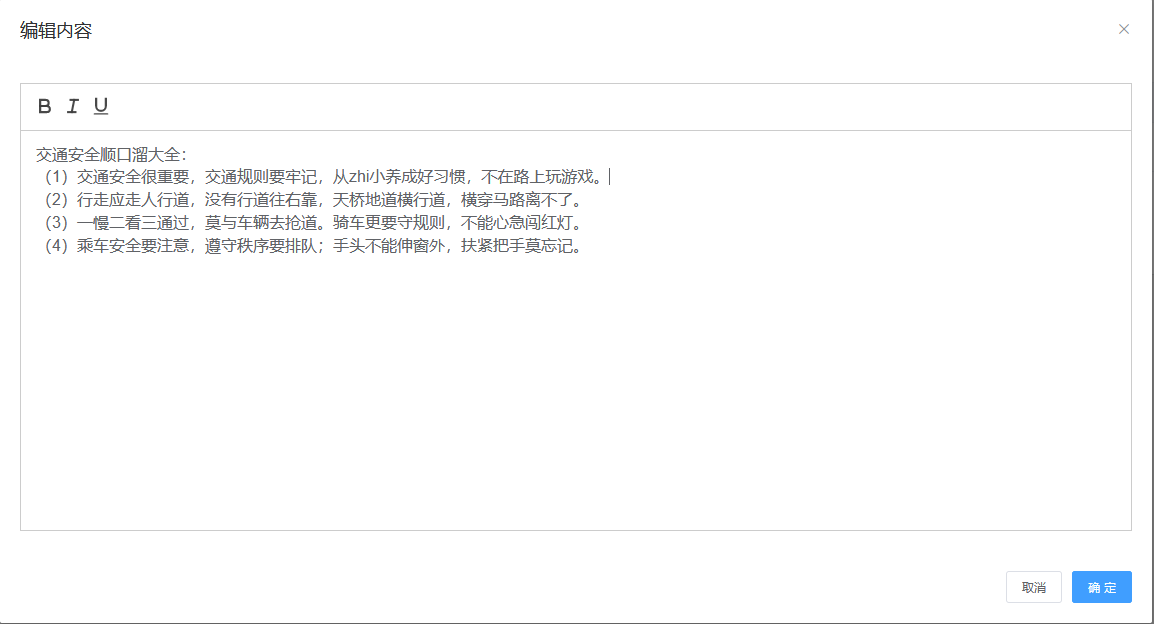 编辑内容
×
B I U
交通安全顺口溜大全：
（1）交通安全很重要，交通规则要牢记，从zhi小养成好习惯，不在路上玩游戏。
（2）行走应走人行道，没有行道往右靠，天桥地道横行道，横穿马路离不了。
（3）一慢二看三通过，莫与车辆去抢道。骑车更要守规则，不能心急闯红灯。
（4）乘车安全要注意，遵守秩序要排队；手头不能伸窗外，扶紧把手莫忘记。
取消 确定